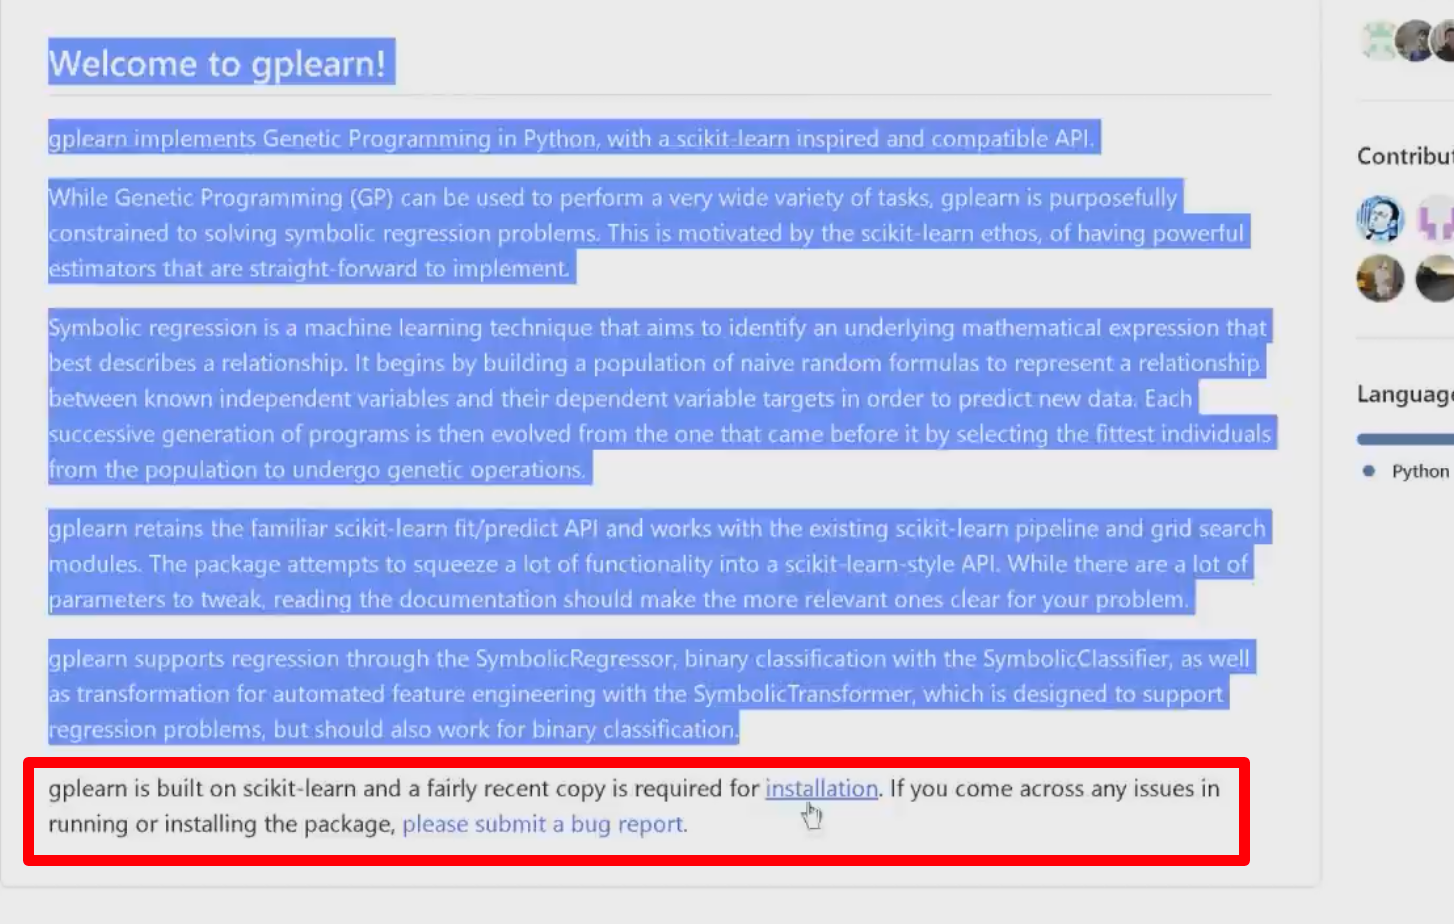 Welcome to gplearn!
gplearn implements Genetic Programming in Python, with a scikit-learn inspired and compatible API.
While Genetic Programming (GP) can be used to perform a very wide variety of tasks, gplearn is purposefully
constrained to solving symbolic regression problems. This is motivated by the scikit-learn ethos, of having powerful
estimators that are straight-forward to implement.
Symbolic regression is a machine learning technique that aims to identify an underlying mathematical expression that
best describes a relationship. It begins by building a population of naive random formulas to represent a relationship
between known independent variables and their dependent variable targets in order to predict new data. Each
successive generation of programs is then evolved from the one that came before it by selecting the fittest individuals
from the population to undergo genetic operations.
gplearn retains the familiar scikit-learn fit/predict API and works with the existing scikit-learn pipeline and grid search
modules. The package attempts to squeeze a lot of functionality into a scikit-learn-style API. While there are a lot of
parameters to tweak, reading the documentation should make the more relevant ones clear for your problem.
gplearn supports regression through the SymbolicRegressor, binary classification with the SymbolicClassifier, as well
as transformation for automated feature engineering with the SymbolicTransformer, which is designed to support
regression problems, but should also work for binary classification.
gplearn is built on scikit-learn and a fairly recent copy is required for installation. If you come across any issues in
running or installing the package, please submit a bug report.
Contribut
Language
Python